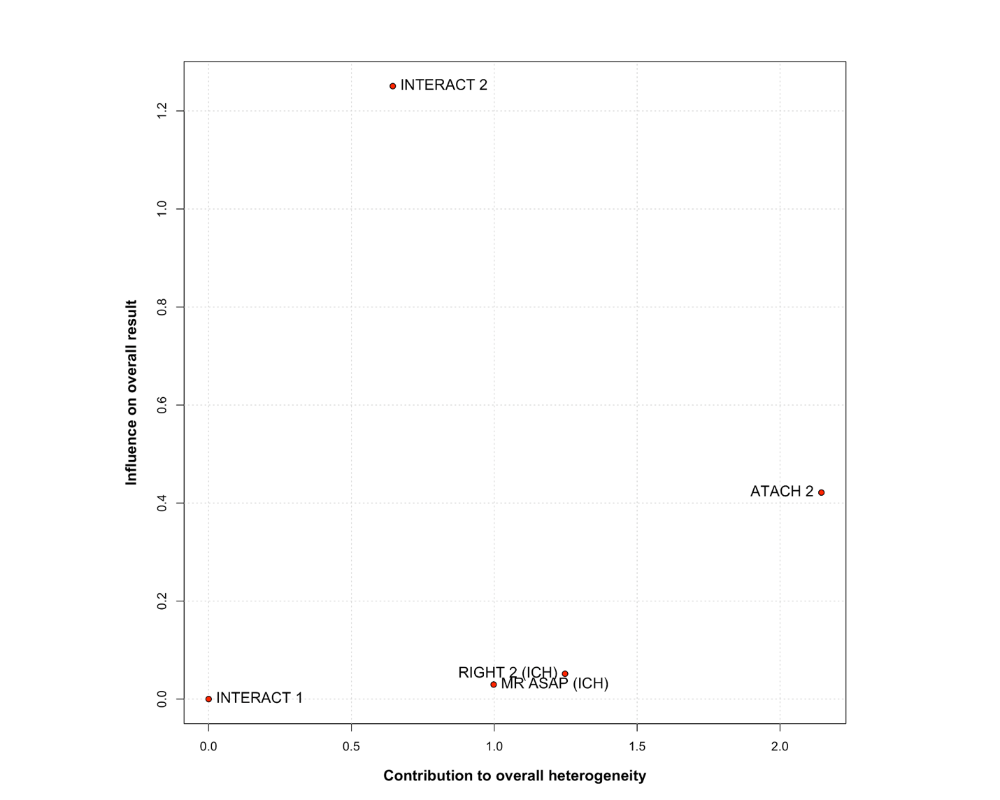 INTERACT 2
1.2
1.0
0.8
0.6
0.4
0.2
0.0
Influence on overall result
ATACH 2
RIGHT 2 (ICH)
MR ASAP (ICH)
INTERACT 1
0.0 0.5 1.0 1.5 2.0
Contribution to overall heterogeneity